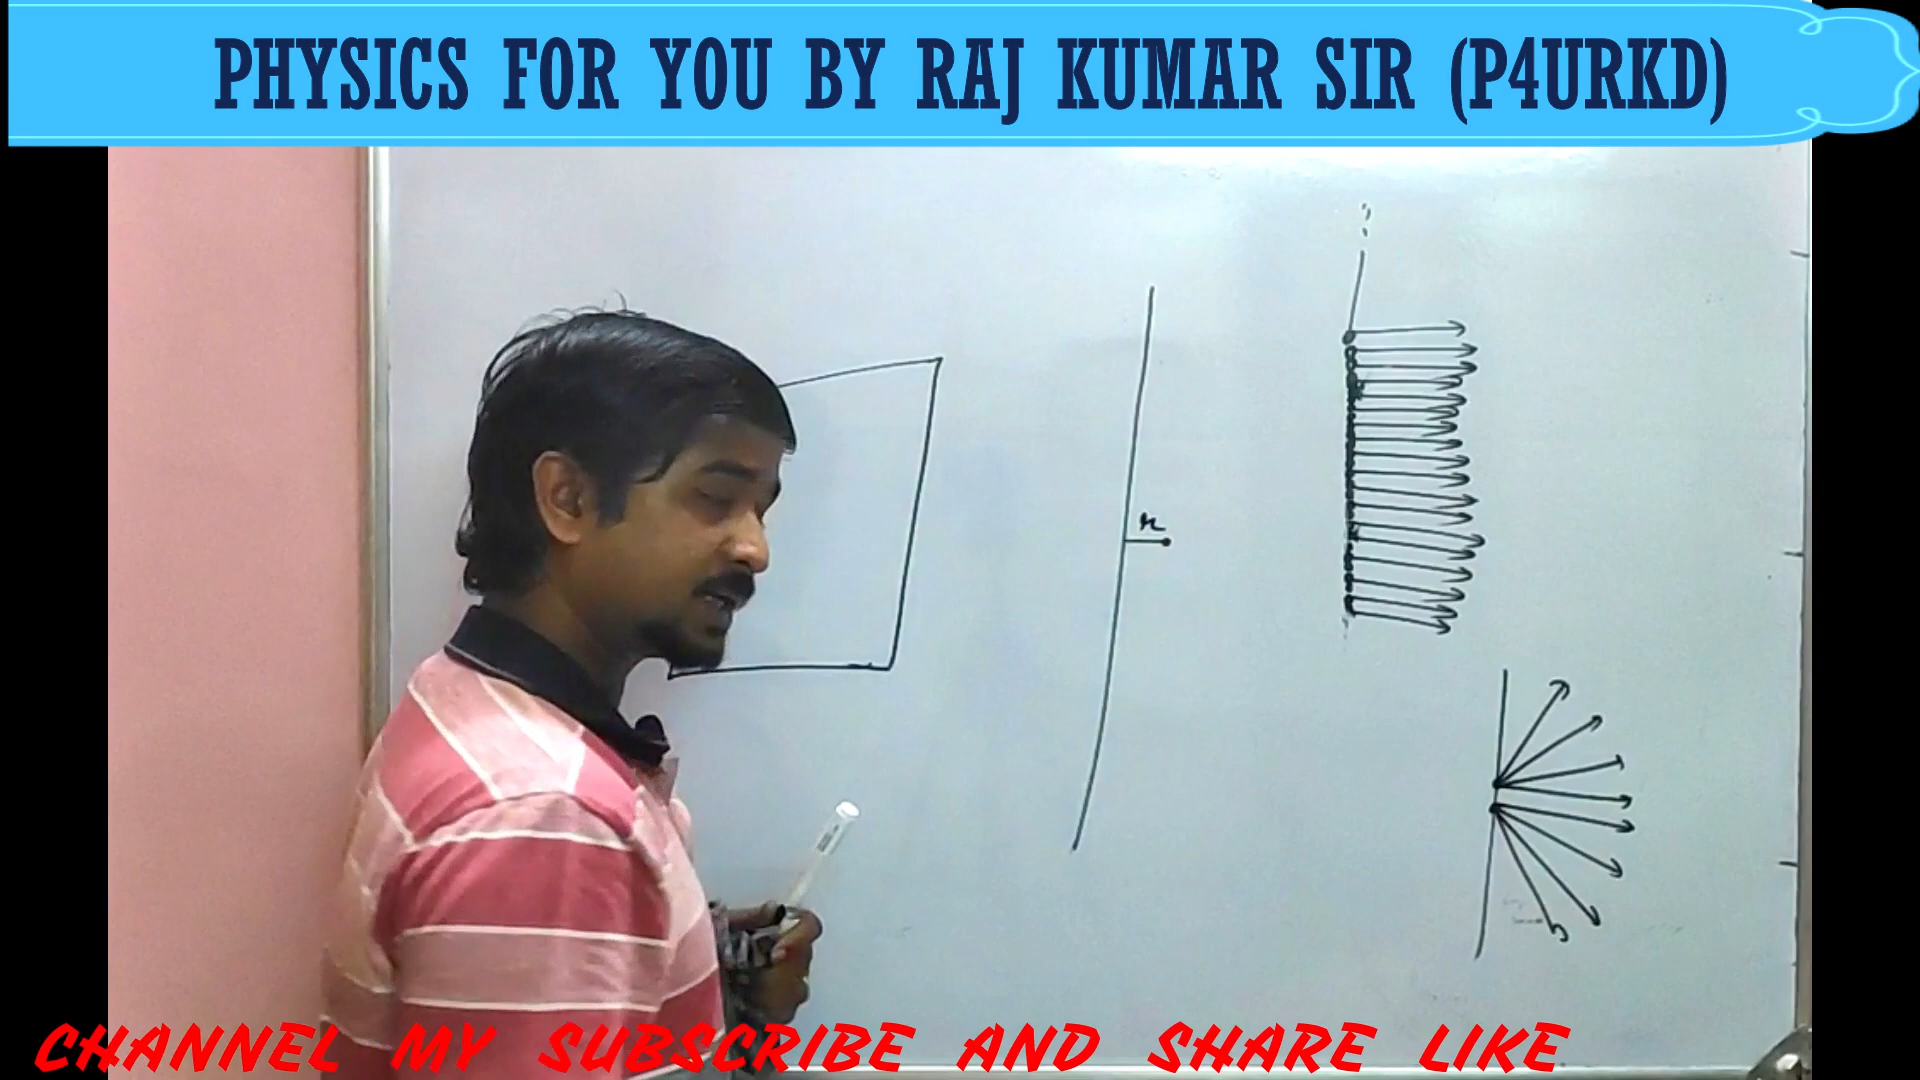 PHYSICS FOR YOU BY RAJ KUMAR SIR (P4URKD)
r
CHANNEL MY SUBSCRIBE AND SHARE LIKE